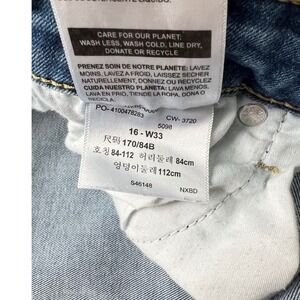 CARE FOR OUR PLANET:
WASH LESS, WASH COLD, LINE DRY,
DONATE OR RECYCLE
PRENEZ SOIN DE NOTRE PLANÈTE: LAVEZ
MOINS, LAVEZ A FROID, LAISSEZ SÉCHER
NATURELLEMENT, DONNEZ OU RECYCLEZ
CUIDA NUESTRO PLANETA: LAVA MENOS,
LAVA EN FRÍO, TIENDE LA ROPA, DONA
PO- 4100478283 CW- 3720
5098
16 - W33
尺码 170/84B
호칭 84-112 허리둘레 84cm
엉덩이둘레 112cm
546148 NXBD